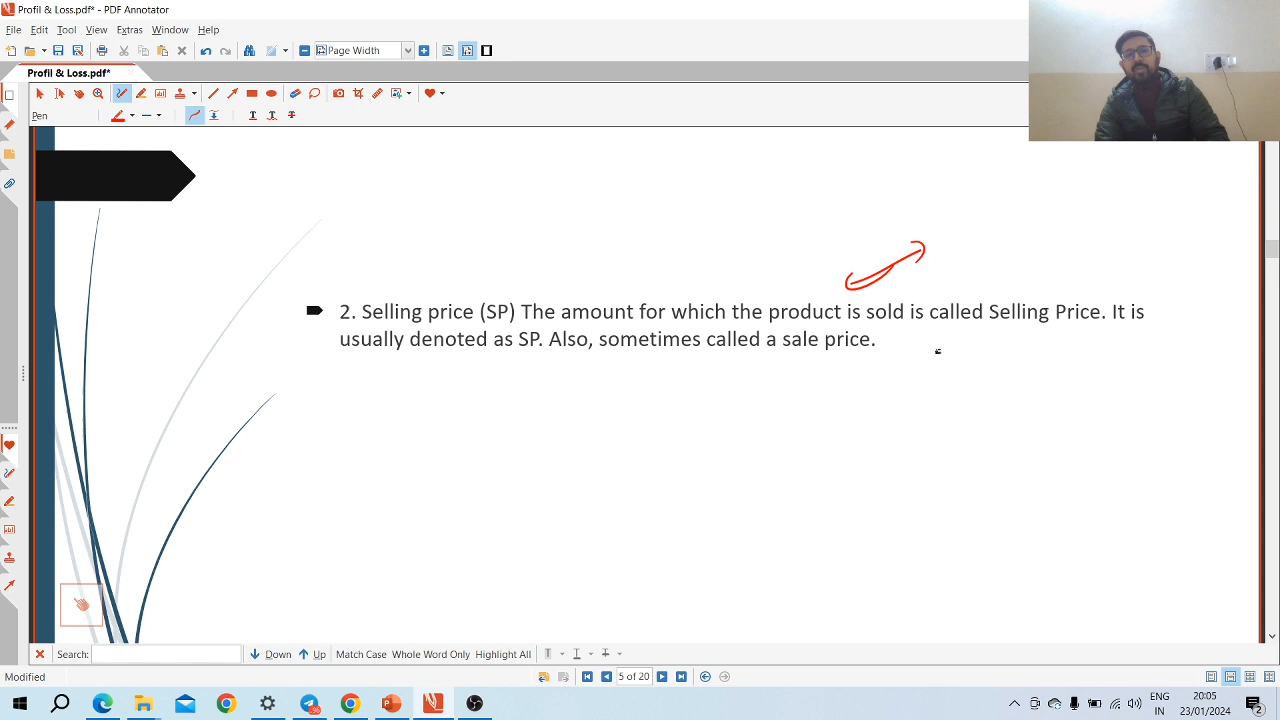 Profil & Loss.pdf* - PDF Annotator
File Edit Tool View Extras Window Help
Page Width
Profil & Loss.pdf*
Pen
2. Selling price (SP) The amount for which the product is sold is called Selling Price. It is
usually denoted as SP. Also, sometimes called a sale price.
Search: Down Up Match Case Whole Word Only Highlight All
Modified
5 of 20
ENG
IN
20:05
23/01/2024
2